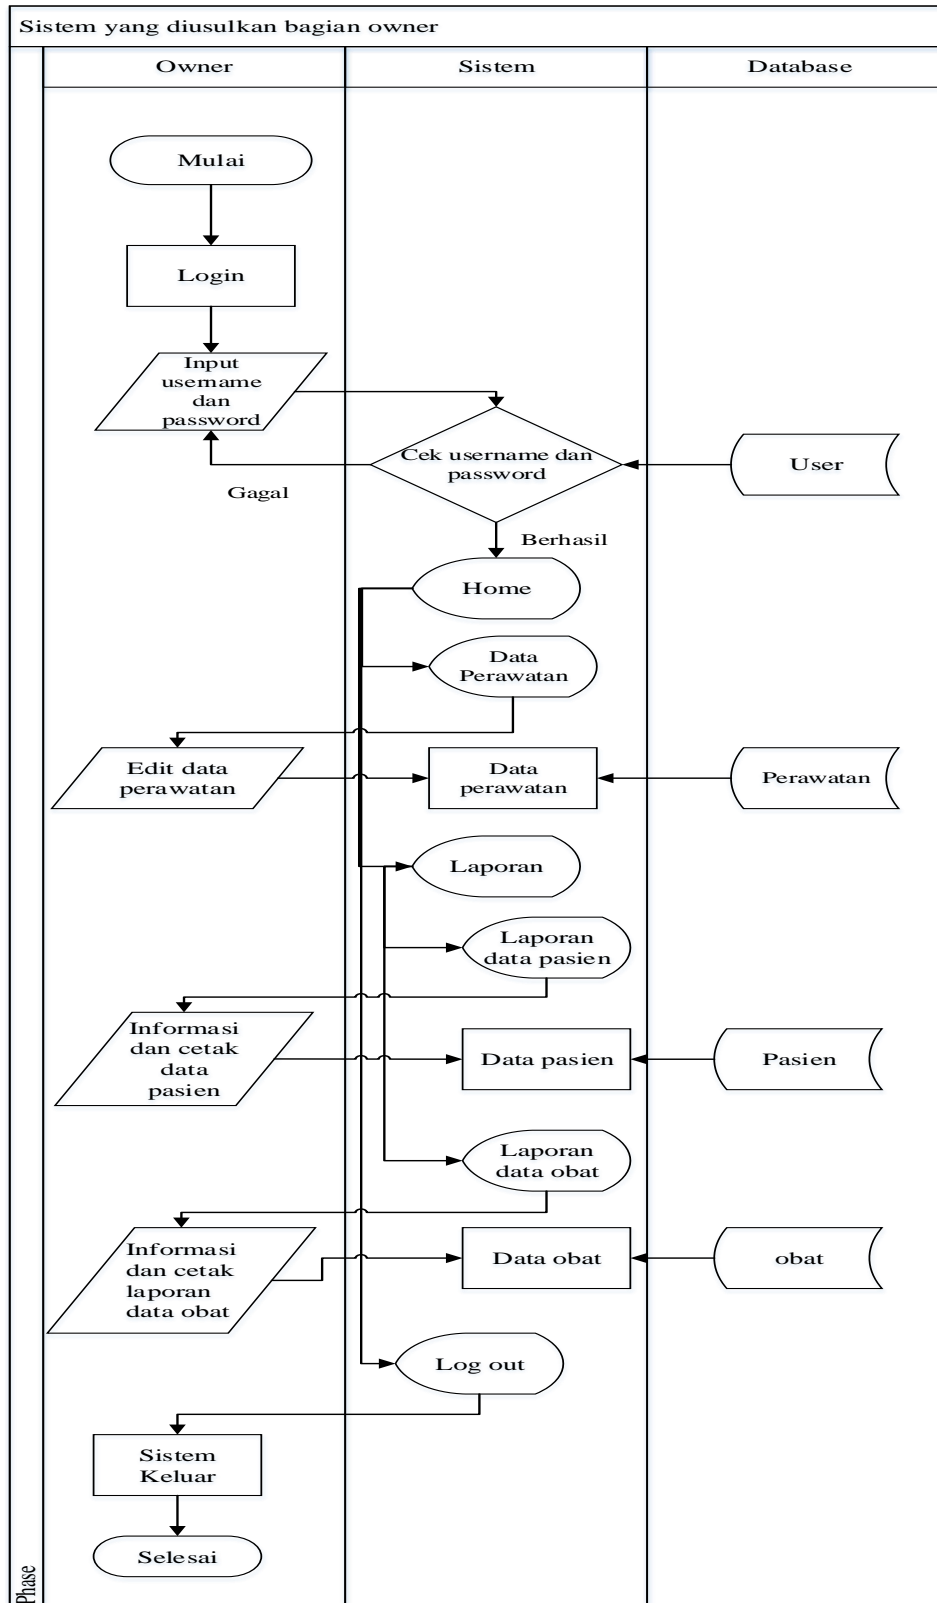 Sistem yang diusulkan bagian owner
Owner
Sistem
Database
Mulai
Login
Input
username
dan
password
Cek username dan
password
User
Gagal
Berhasil
Home
Data
Perawatan
Edit data
perawatan
Data
perawatan
Perawatan
Laporan
Laporan
data pasien
Informasi
dan cetak
data
pasien
Data pasien
Pasien
Laporan
data obat
Informasi
dan cetak
laporan
data obat
Data obat
obat
Log out
Sistem
Keluar
Selesai
Phase